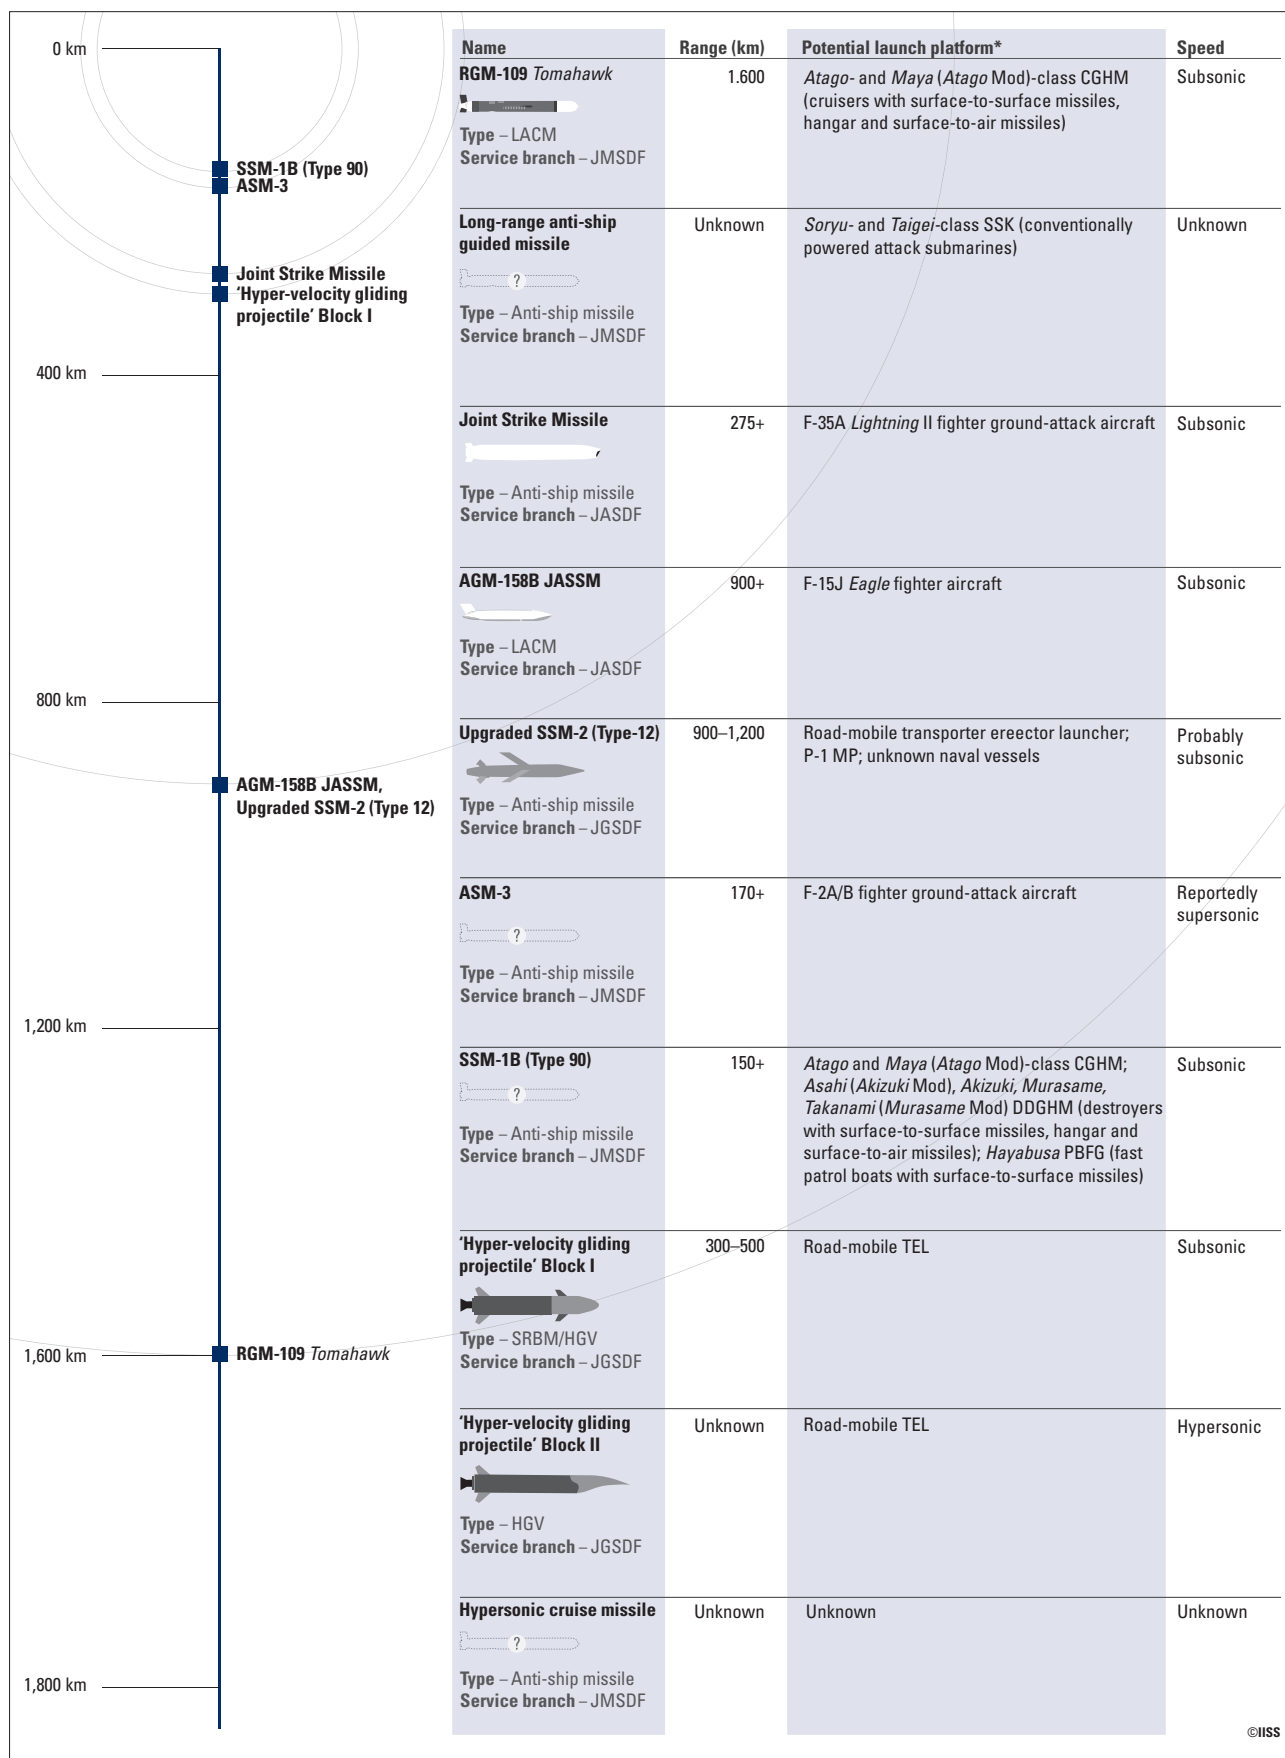 0 km
SSM-1B (Type 90)
ASM-3
Joint Strike Missile
'Hyper-velocity gliding
projectile' Block I
400 km
800 km
AGM-158B JASSM,
Upgraded SSM-2 (Type 12)
1,200 km
1,600 km
RGM-109 Tomahawk
1,800 km
Name Range (km) Potential launch platform* Speed
RGM-109 Tomahawk 1.600 Atago- and Maya (Atago Mod)-class CGHM Subsonic
(cruisers with surface-to-surface missiles,
hangar and surface-to-air missiles)
Type – LACM
Service branch – JMSDF
Long-range anti-ship Unknown Soryu- and Taigei-class SSK (conventionally Unknown
guided missile powered attack submarines)
?
Type – Anti-ship missile
Service branch – JMSDF
Joint Strike Missile 275+ F-35A Lightning II fighter ground-attack aircraft Subsonic
Type – Anti-ship missile
Service branch – JASDF
AGM-158B JASSM 900+ F-15J Eagle fighter aircraft Subsonic
Type – LACM
Service branch – JASDF
Upgraded SSM-2 (Type-12) 900–1,200 Road-mobile transporter ereector launcher; Probably
P-1 MP; unknown naval vessels subsonic
Type – Anti-ship missile
Service branch – JGSDF
ASM-3 170+ F-2A/B fighter ground-attack aircraft Reportedly
supersonic
?
Type – Anti-ship missile
Service branch – JMSDF
SSM-1B (Type 90) 150+ Atago and Maya (Atago Mod)-class CGHM; Subsonic
Asahi (Akizuki Mod), Akizuki, Murasame,
? Takanami (Murasame Mod) DDGHM (destroyers
with surface-to-surface missiles, hangar and
Type – Anti-ship missile surface-to-air missiles); Hayabusa PBFG (fast
Service branch – JMSDF patrol boats with surface-to-surface missiles)
'Hyper-velocity gliding 300–500 Road-mobile TEL Subsonic
projectile' Block I
Type – SRBM/HGV
Service branch – JGSDF
'Hyper-velocity gliding Unknown Road-mobile TEL Hypersonic
projectile' Block II
Type – HGV
Service branch – JGSDF
Hypersonic cruise missile Unknown Unknown Unknown
?
Type – Anti-ship missile
Service branch – JMSDF
©IISS